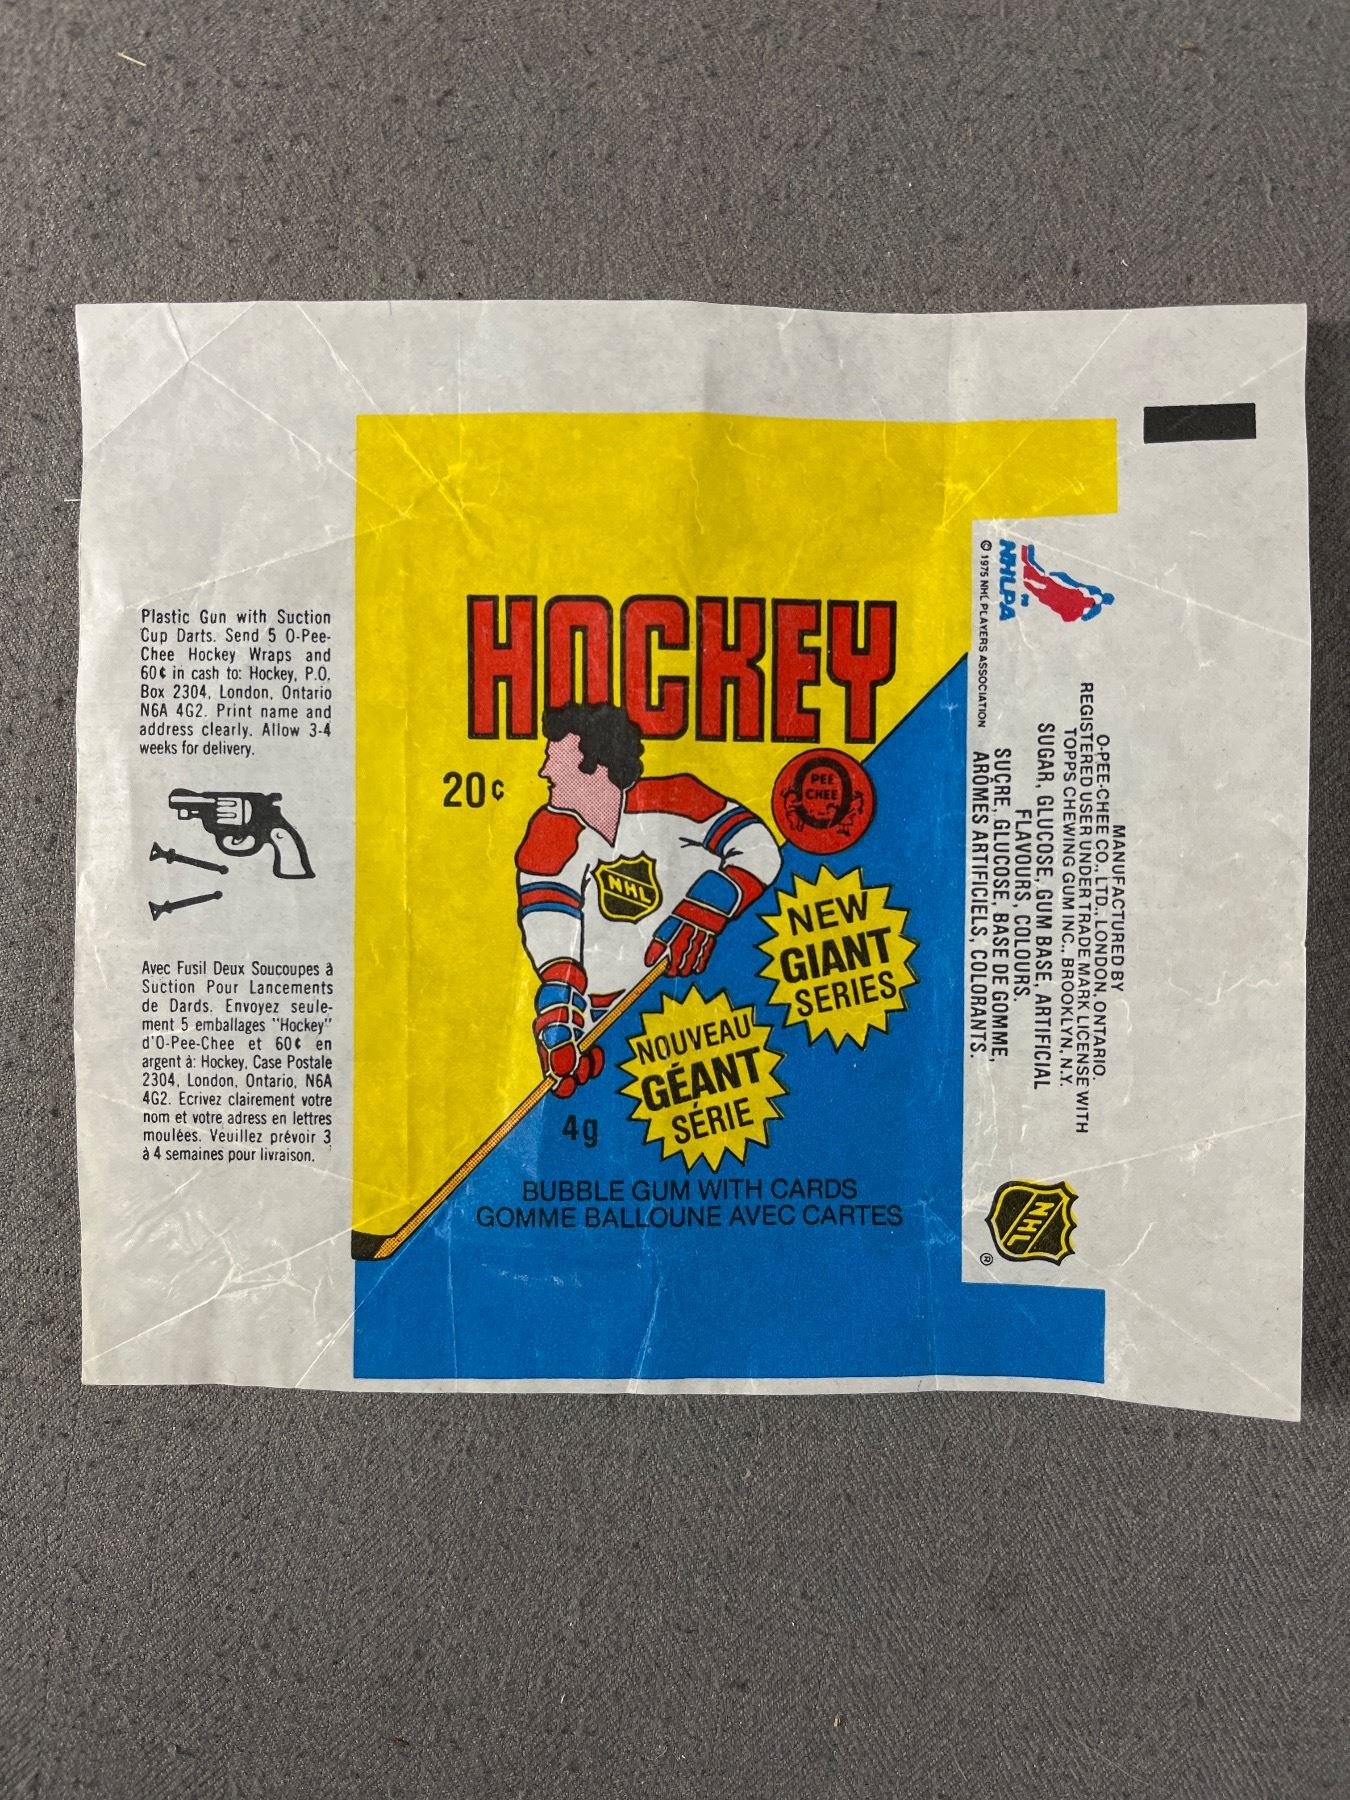 Plastic Gun with Suction
Cup Darts. Send 5 O-Pee-
Chee Hockey Wraps and
60¢ in cash to: Hockey, P.O.
Box 2304, London, Ontario
N6A 4G2. Print name and
address clearly. Allow 3-4
weeks for delivery.
Avec Fusil Deux Soucoupes à
Suction Pour Lancements
de Dards. Envoyez seule-
ment 5 emballages "Hockey"
d'O-Pee-Chee et 60¢ en
argent à: Hockey, Case Postale
2304, London, Ontario, N6A
4G2. Ecrivez clairement votre
nom et votre adress en lettres
moulées. Veuillez prévoir 3
à 4 semaines pour livraison.
HOCKEY
20¢
O
PEE
CHEE
NHL
NEW
GIANT
SERIES
NOUVEAU
GÉANT
SÉRIE
4g
BUBBLE GUM WITH CARDS
GOMME BALLOUNE AVEC CARTES
NHLPA
TM
© 1975 NHL PLAYERS ASSOCIATION
MANUFACTURED BY
O-PEE-CHEE CO., LTD., LONDON, ONTARIO.
REGISTERED USER UNDER TRADE MARK LICENSE WITH
TOPPS CHEWING GUM INC., BROOKLYN, N.Y.
SUGAR, GLUCOSE, GUM BASE, ARTIFICIAL
FLAVOURS, COLOURS.
SUCRE, GLUCOSE, BASE DE GOMME,
ARÔMES ARTIFICIELS, COLORANTS.
NHL
®